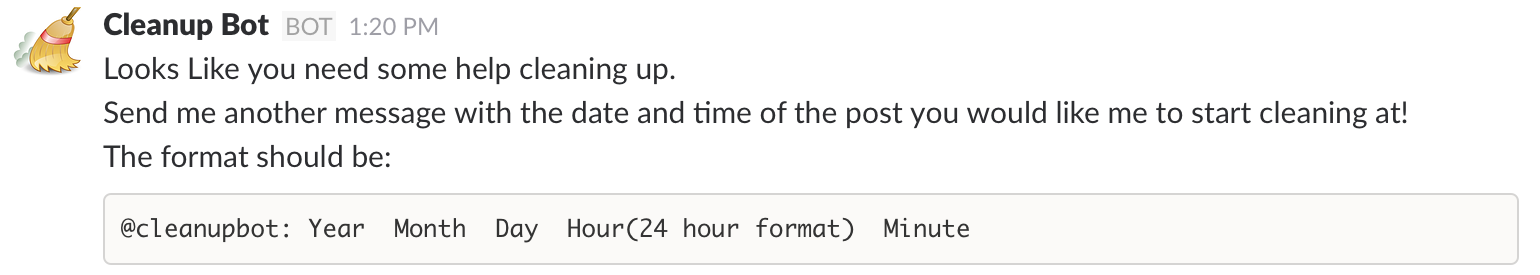 Cleanup Bot BOT 1:20 PM
Looks Like you need some help cleaning up.
Send me another message with the date and time of the post you would like me to start cleaning at!
The format should be:
@cleanupbot: Year  Month  Day  Hour(24 hour format)  Minute